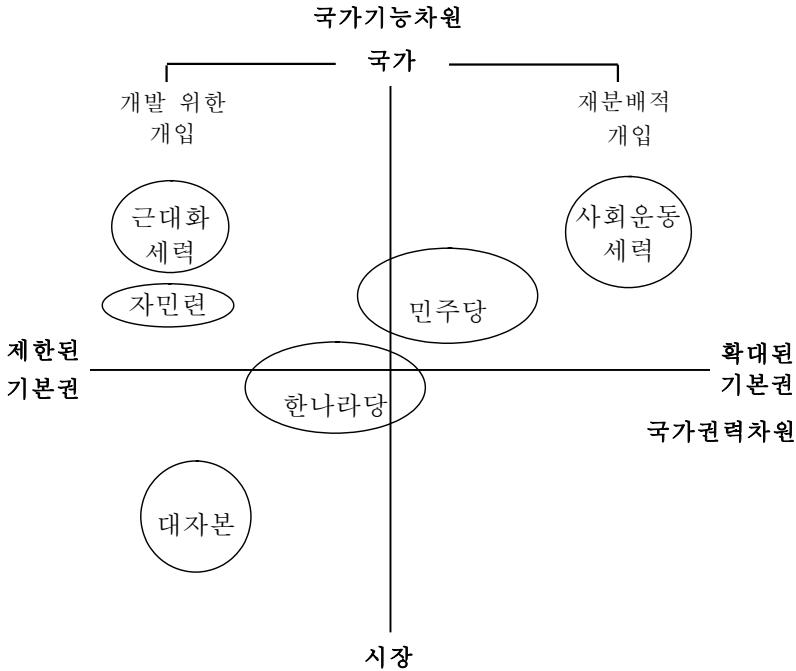 국가기능차원
국가
개발 위한
개입
재분배적
개입
근대화
세력
사회운동
세력
자민련
민주당
제한된
기본권
확대된
기본권
한나라당
국가권력차원
대자본
시장